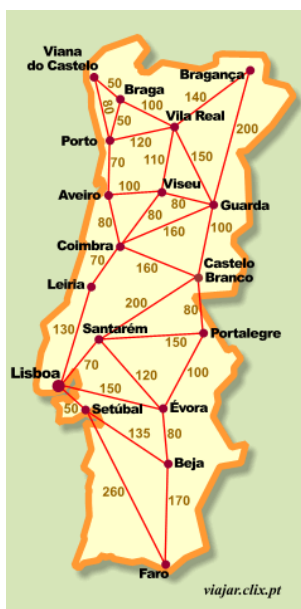 Viana
do Castelo
Bragança
50
Braga
140
80
100
50
Vila Real
200
Porto
120
70
110
150
100
Viseu
Aveiro
80
Guarda
80
80
160
100
Coimbra
70
160
Castelo
Branco
Leiria
200
80
130
Santarém
150
Portalegre
70
Lisboa
120
100
150
50
Setúbal
Évora
135
80
Beja
260
170
Faro
viajar.clix.pt